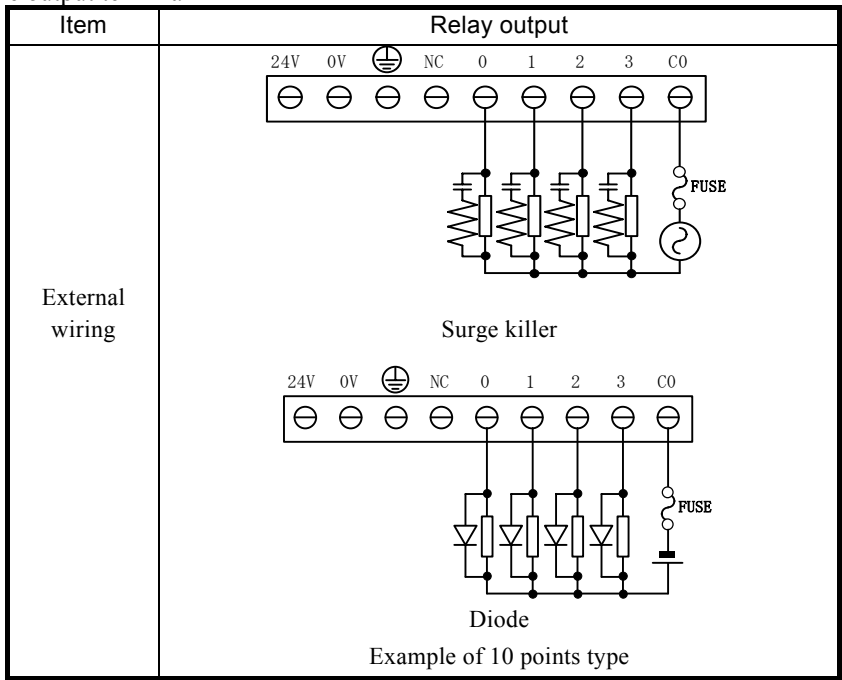 Item Relay output
24V 0V NC 0 1 2 3 C0
FUSE
External
wiring
Surge killer
24V 0V NC 0 1 2 3 C0
FUSE
Diode
Example of 10 points type